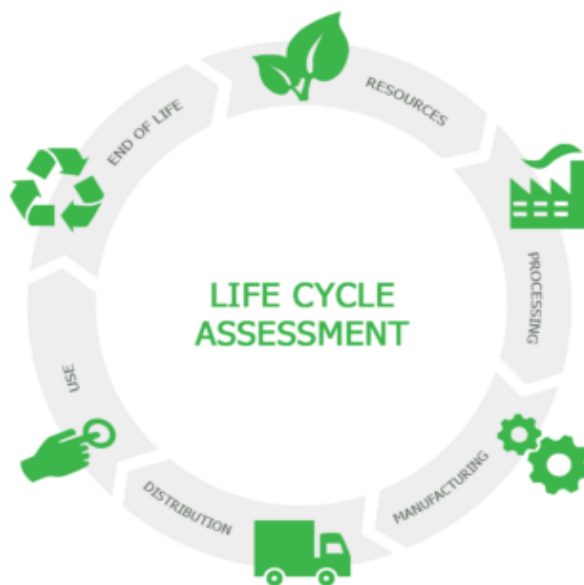 RESOURCES
PROCESSING
MANUFACTURING
DISTRIBUTION
USE
END OF LIFE
LIFE CYCLE
ASSESSMENT